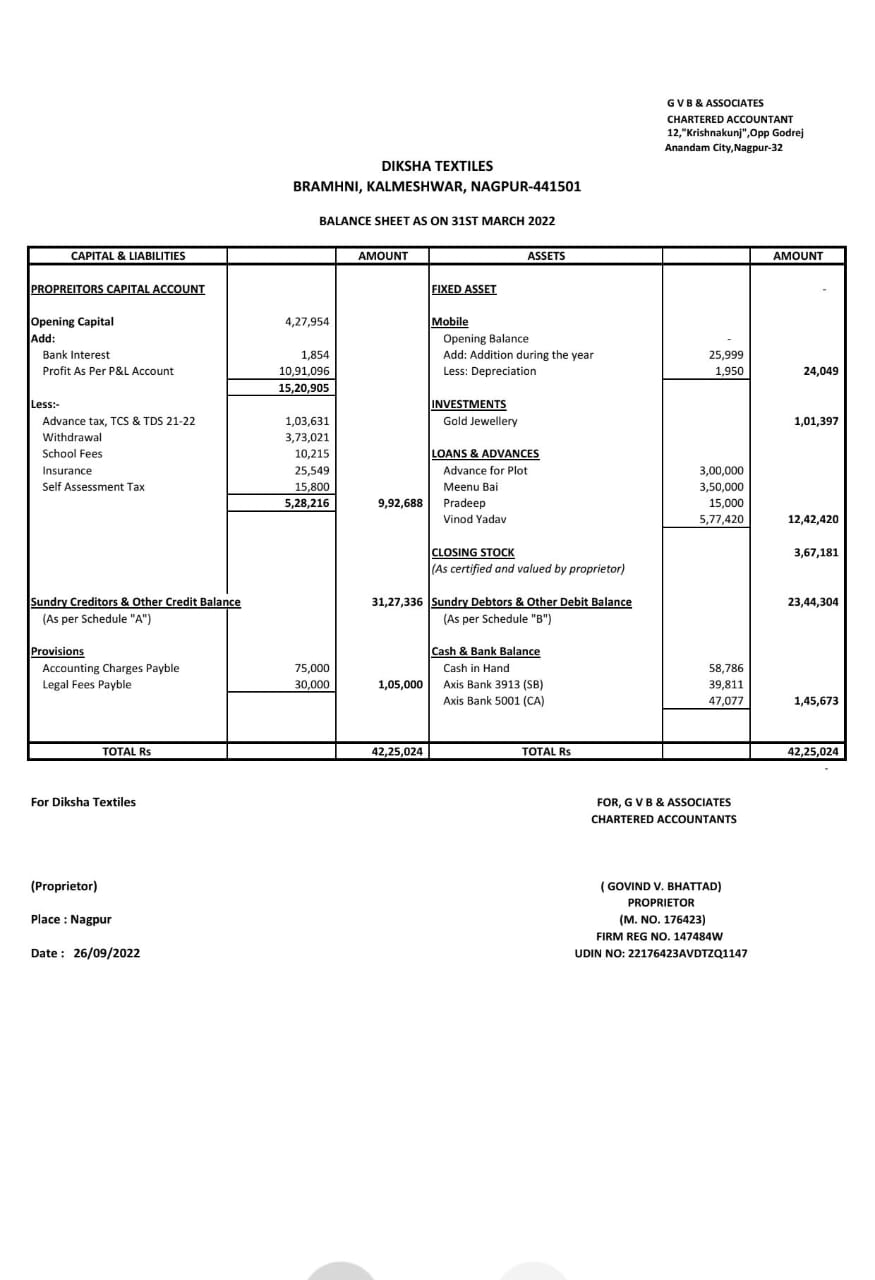 G V B & ASSOCIATES
CHARTERED ACCOUNTANT
12,"Krishnakunj",Opp Godrej
Anandam City,Nagpur-32
DIKSHA TEXTILES
BRAMHNI, KALMESHWAR, NAGPUR-441501
BALANCE SHEET AS ON 31ST MARCH 2022
CAPITAL & LIABILITIES AMOUNT ASSETS AMOUNT
PROPREITORS CAPITAL ACCOUNT FIXED ASSET -
Opening Capital 4,27,954 Mobile
Add: Opening Balance -
Bank Interest 1,854 Add: Addition during the year 25,999
Profit As Per P&L Account 10,91,096 Less: Depreciation 1,950 24,049
15,20,905
Less:- INVESTMENTS
Advance tax, TCS & TDS 21-22 1,03,631 Gold Jewellery 1,01,397
Withdrawal 3,73,021
School Fees 10,215 LOANS & ADVANCES
Insurance 25,549 Advance for Plot 3,00,000
Self Assessment Tax 15,800 Meenu Bai 3,50,000
5,28,216 9,92,688 Pradeep 15,000
Vinod Yadav 5,77,420 12,42,420
CLOSING STOCK 3,67,181
(As certified and valued by proprietor)
Sundry Creditors & Other Credit Balance 31,27,336 Sundry Debtors & Other Debit Balance 23,44,304
(As per Schedule "A") (As per Schedule "B")
Provisions Cash & Bank Balance
Accounting Charges Payble 75,000 Cash in Hand 58,786
Legal Fees Payble 30,000 1,05,000 Axis Bank 3913 (SB) 39,811
Axis Bank 5001 (CA) 47,077 1,45,673
TOTAL Rs 42,25,024 TOTAL Rs 42,25,024
-
For Diksha Textiles FOR, G V B & ASSOCIATES
CHARTERED ACCOUNTANTS
(Proprietor) ( GOVIND V. BHATTAD)
PROPRIETOR
Place : Nagpur (M. NO. 176423)
FIRM REG NO. 147484W
Date : 26/09/2022 UDIN NO: 22176423AVDTZQ1147